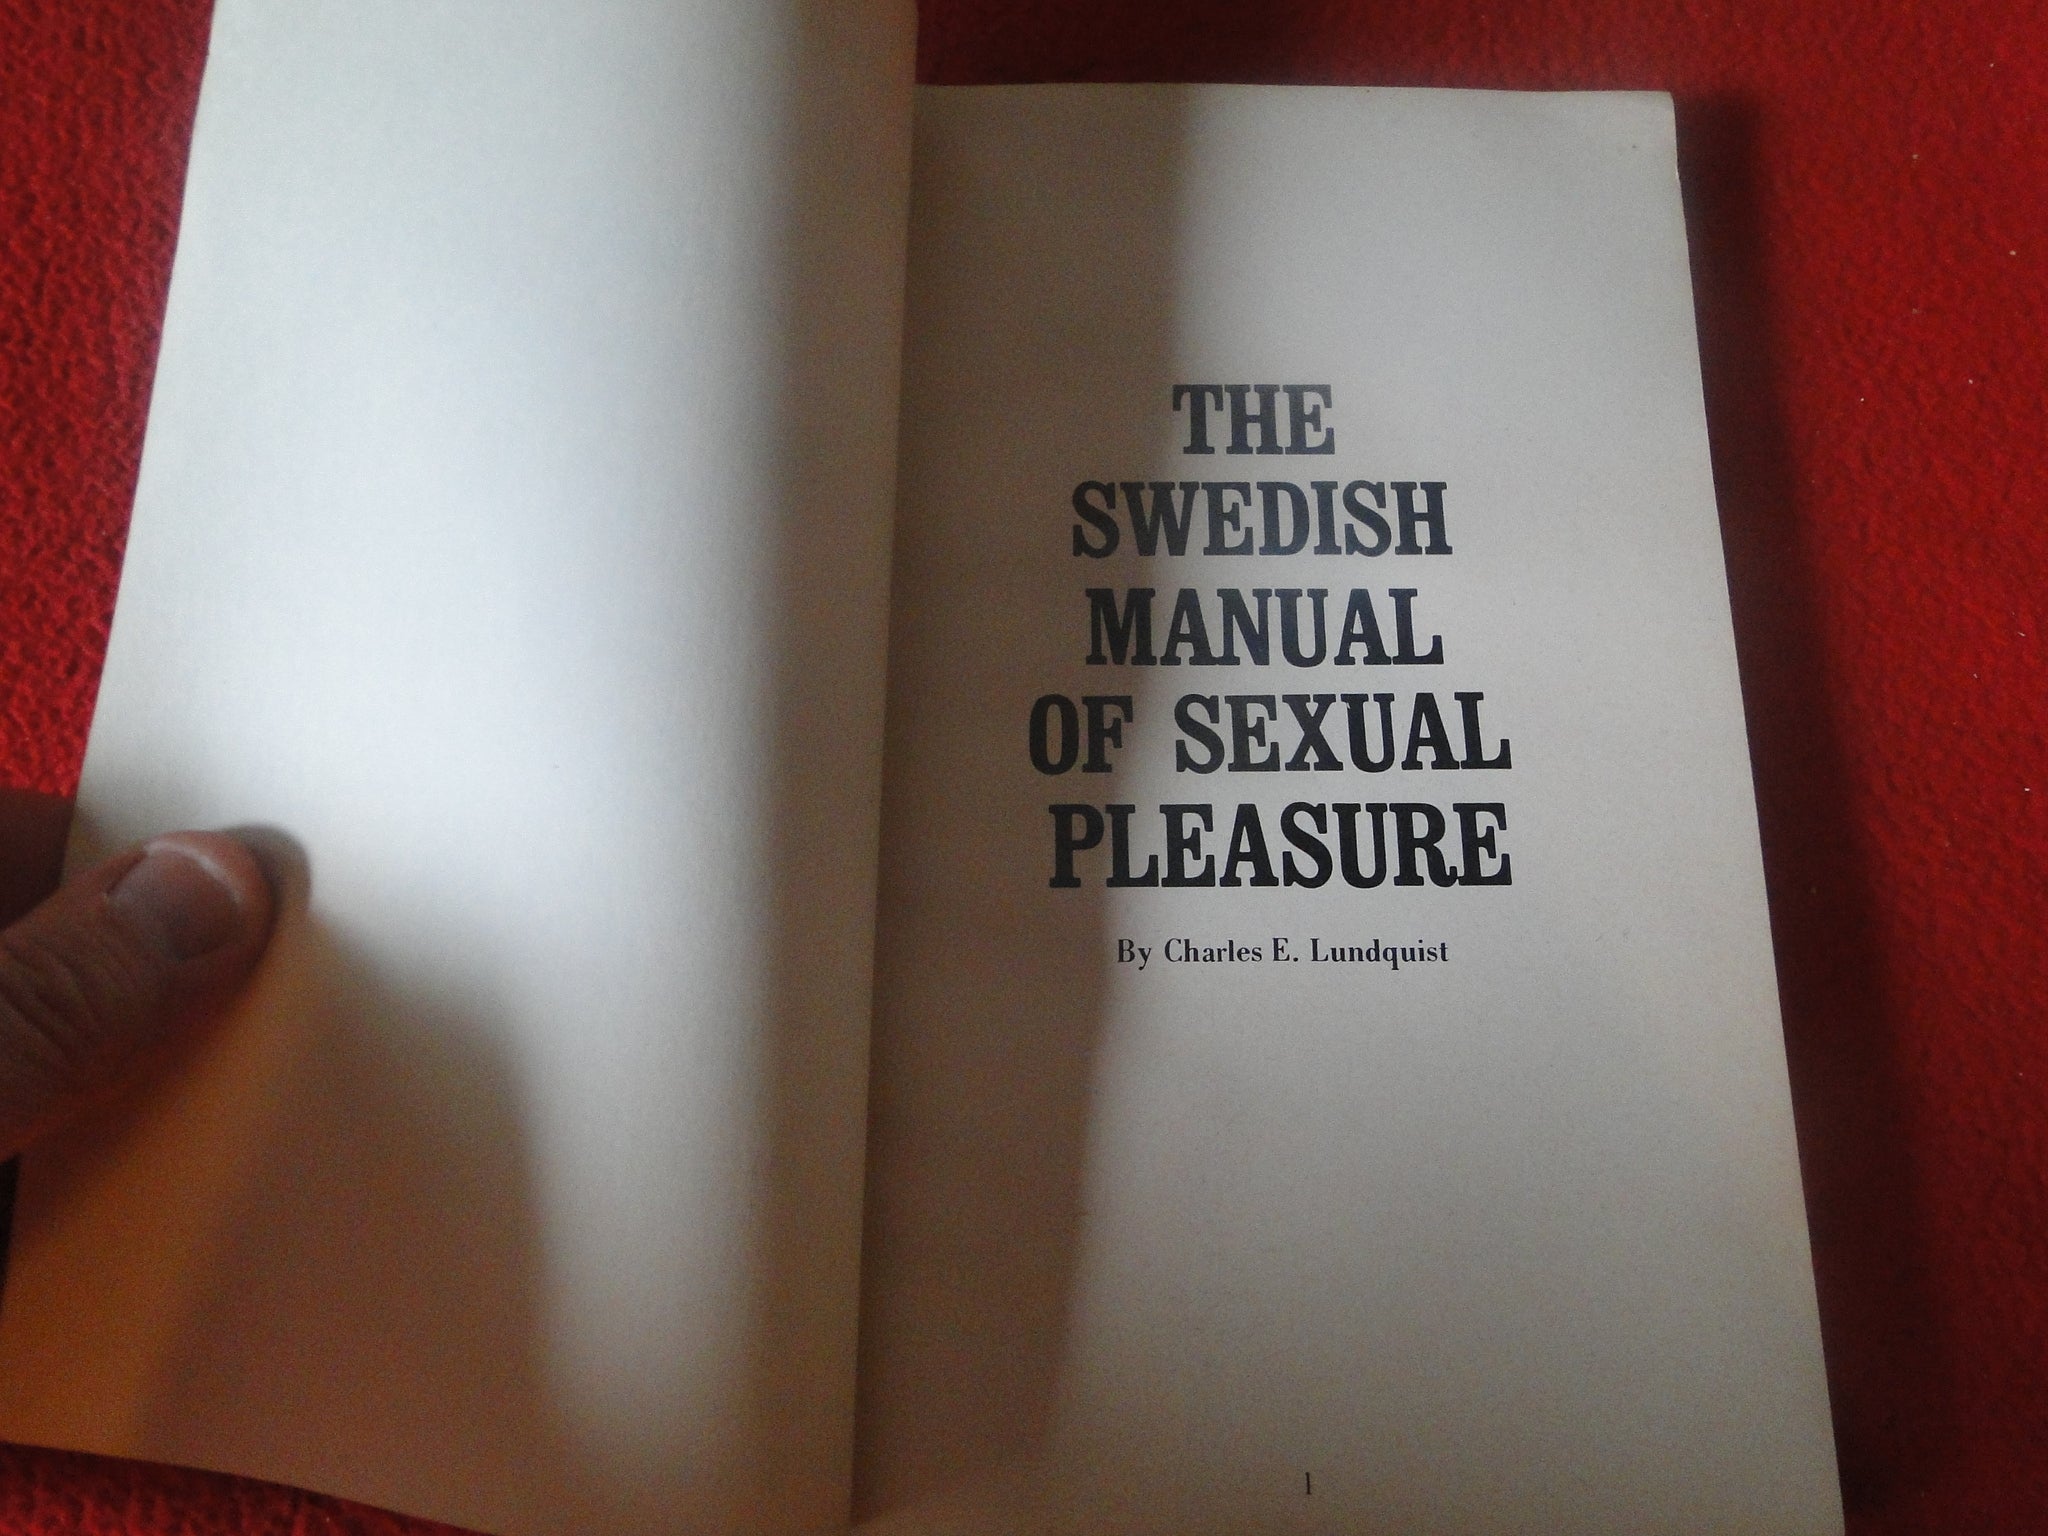 THE
SWEDISH
MANUAL
OF SEXUAL
PLEASURE
By Charles E. Lundquist
1